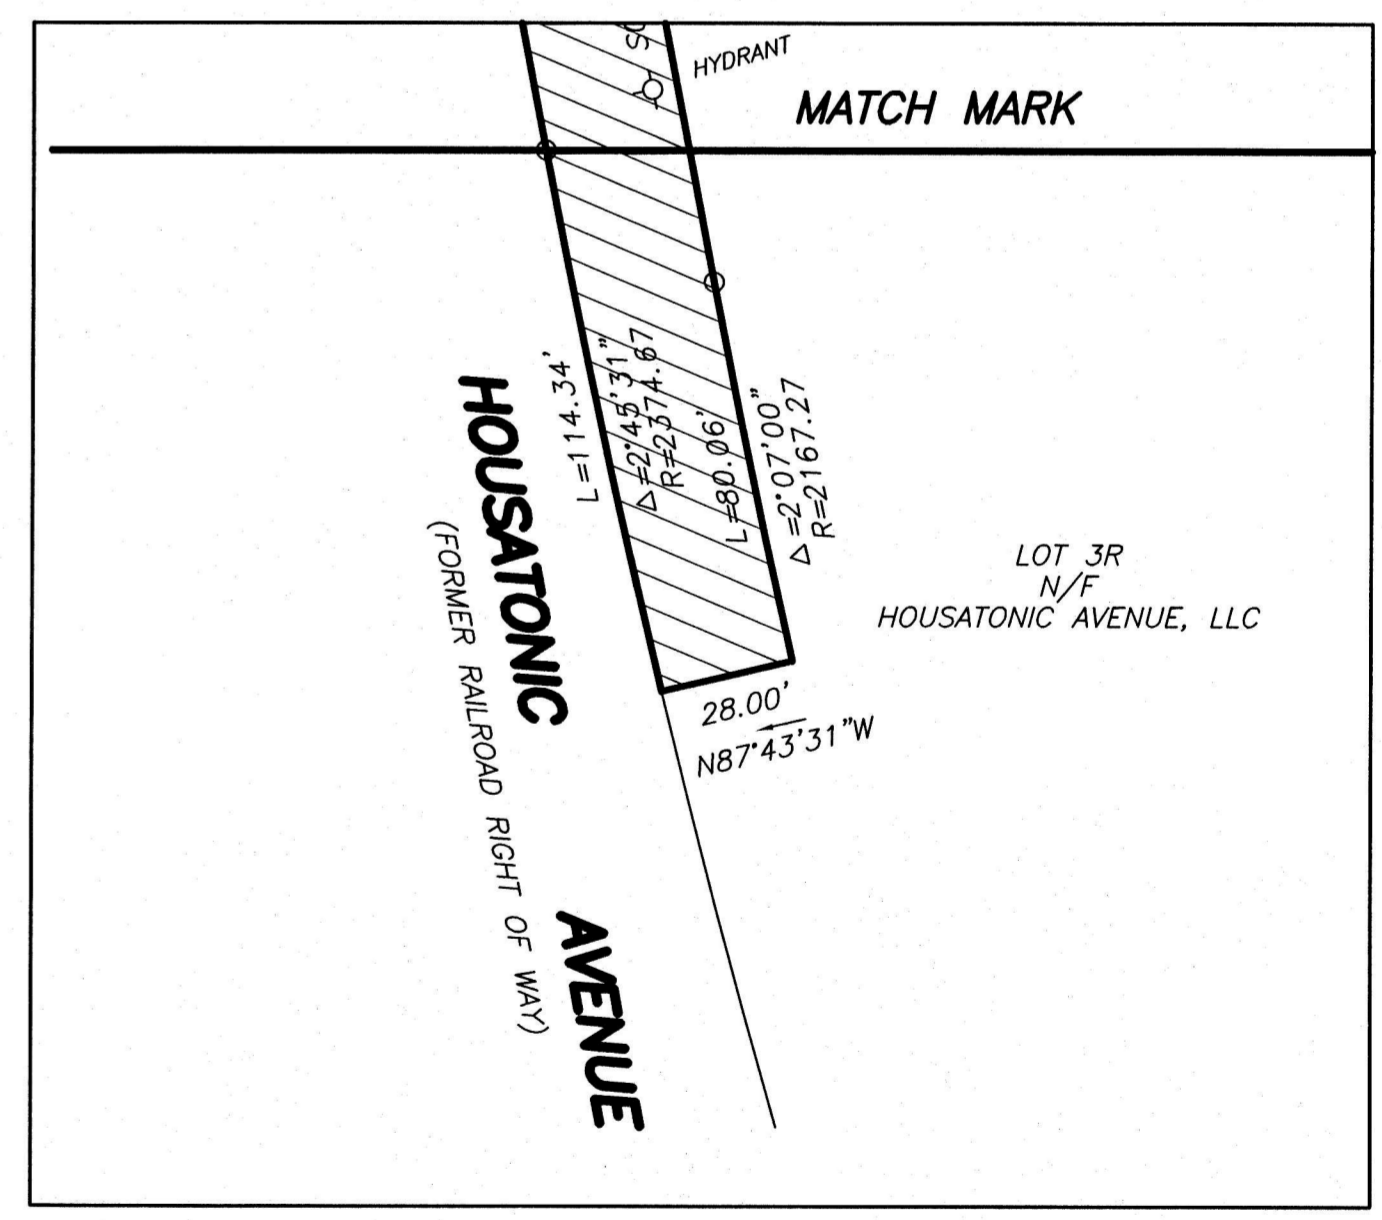 HYDRANT
MATCH MARK
L=114.34'
Δ=2°45'31"
R=2374.67
L=80.06'
Δ=2°07'00"
R=2167.27
HOUSATONIC AVENUE
(FORMER RAILROAD RIGHT OF WAY)
LOT 3R
N/F
HOUSATONIC AVENUE, LLC
28.00'
N87°43'31"W